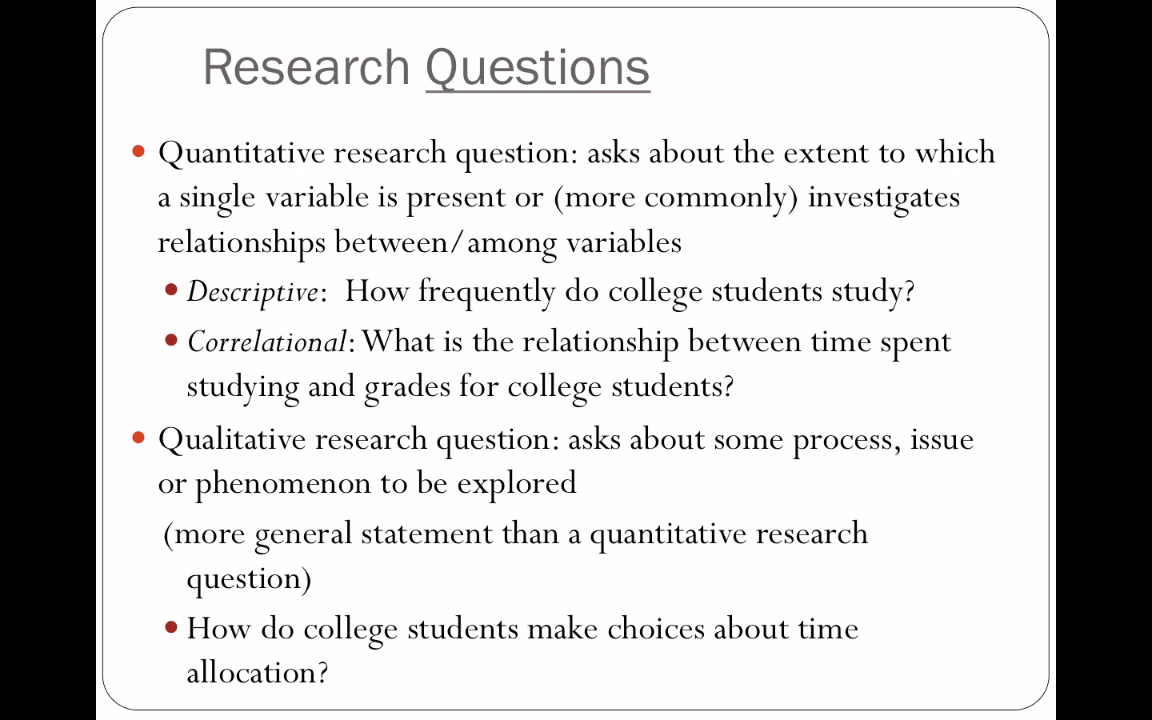 Research Questions
Quantitative research question: asks about the extent to which
a single variable is present or (more commonly) investigates
relationships between/among variables
Descriptive: How frequently do college students study?
Correlational: What is the relationship between time spent
studying and grades for college students?
Qualitative research question: asks about some process, issue
or phenomenon to be explored
(more general statement than a quantitative research
question)
How do college students make choices about time
allocation?